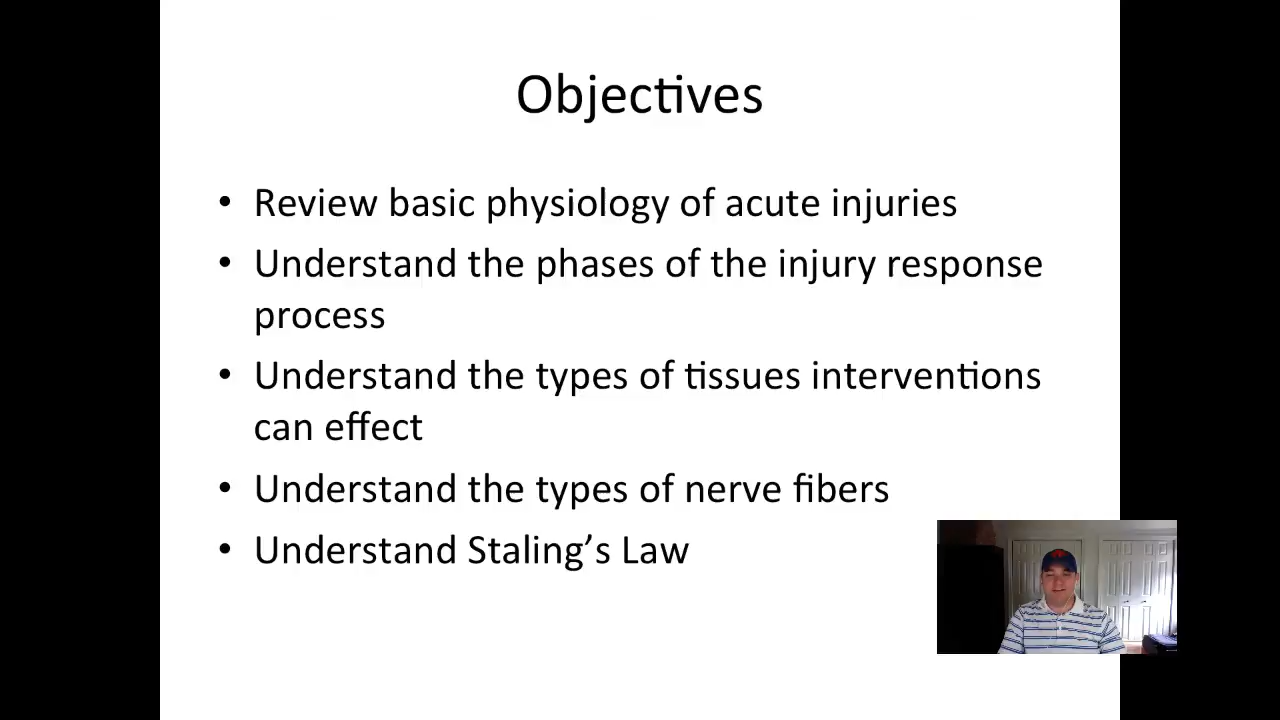 Objectives
• Review basic physiology of acute injuries
• Understand the phases of the injury response
process
• Understand the types of tissues interventions
can effect
• Understand the types of nerve fibers
• Understand Staling’s Law